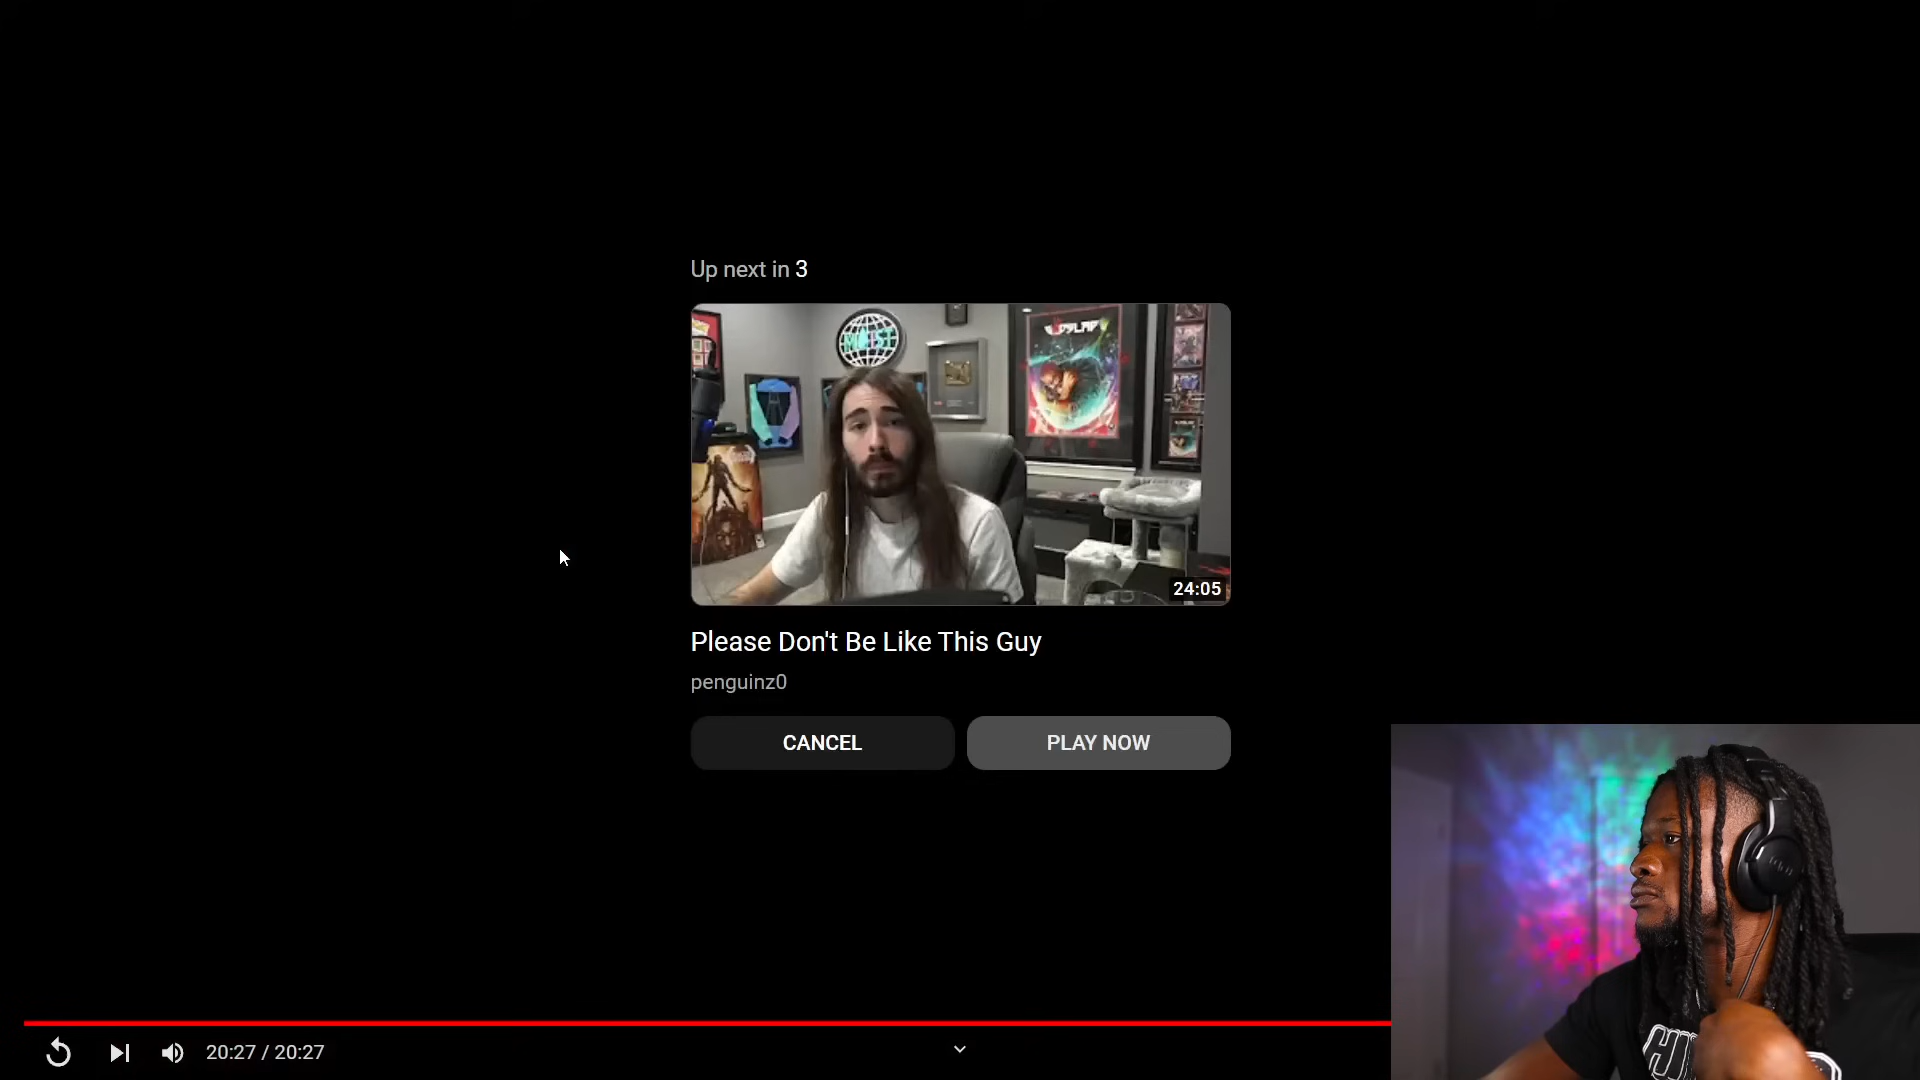 Up next in 3
MOIST
24:05
Please Don't Be Like This Guy
penguinz0
CANCEL
PLAY NOW
20:27 / 20:27